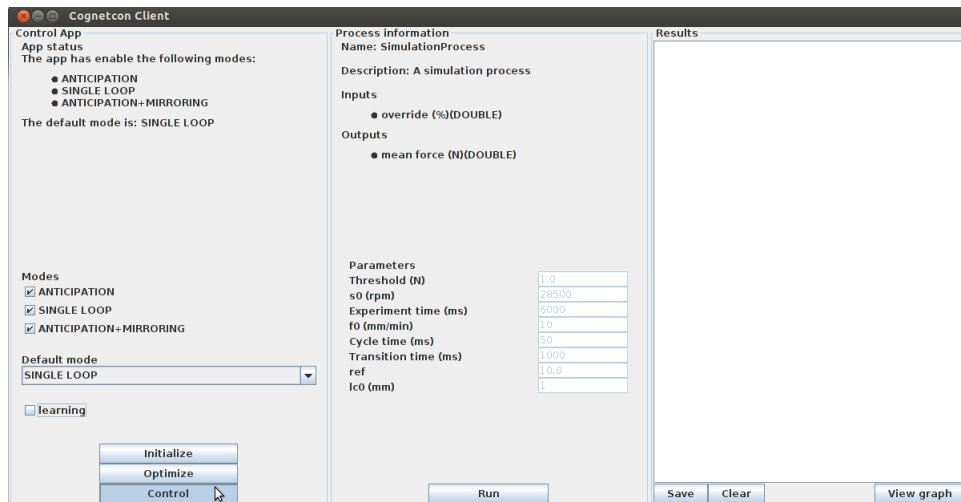 Cognetcon Client
Control App
App status
The app has enable the following modes:
ANTICIPATION
SINGLE LOOP
ANTICIPATION+MIRRORING
The default mode is: SINGLE LOOP
Modes
ANTICIPATION
SINGLE LOOP
ANTICIPATION+MIRRORING
Default mode
SINGLE LOOP
learning
Initialize
Optimize
Control
Process information
Name: SimulationProcess
Description: A simulation process
Inputs
override (%)(DOUBLE)
Outputs
mean force (N)(DOUBLE)
Parameters
Threshold (N) 1.0
s0 (rpm) 28500
Experiment time (ms) 6000
f0 (mm/min) 10
Cycle time (ms) 50
Transition time (ms) 1000
ref 10.0
lc0 (mm) 1
Run
Results
Save Clear View graph